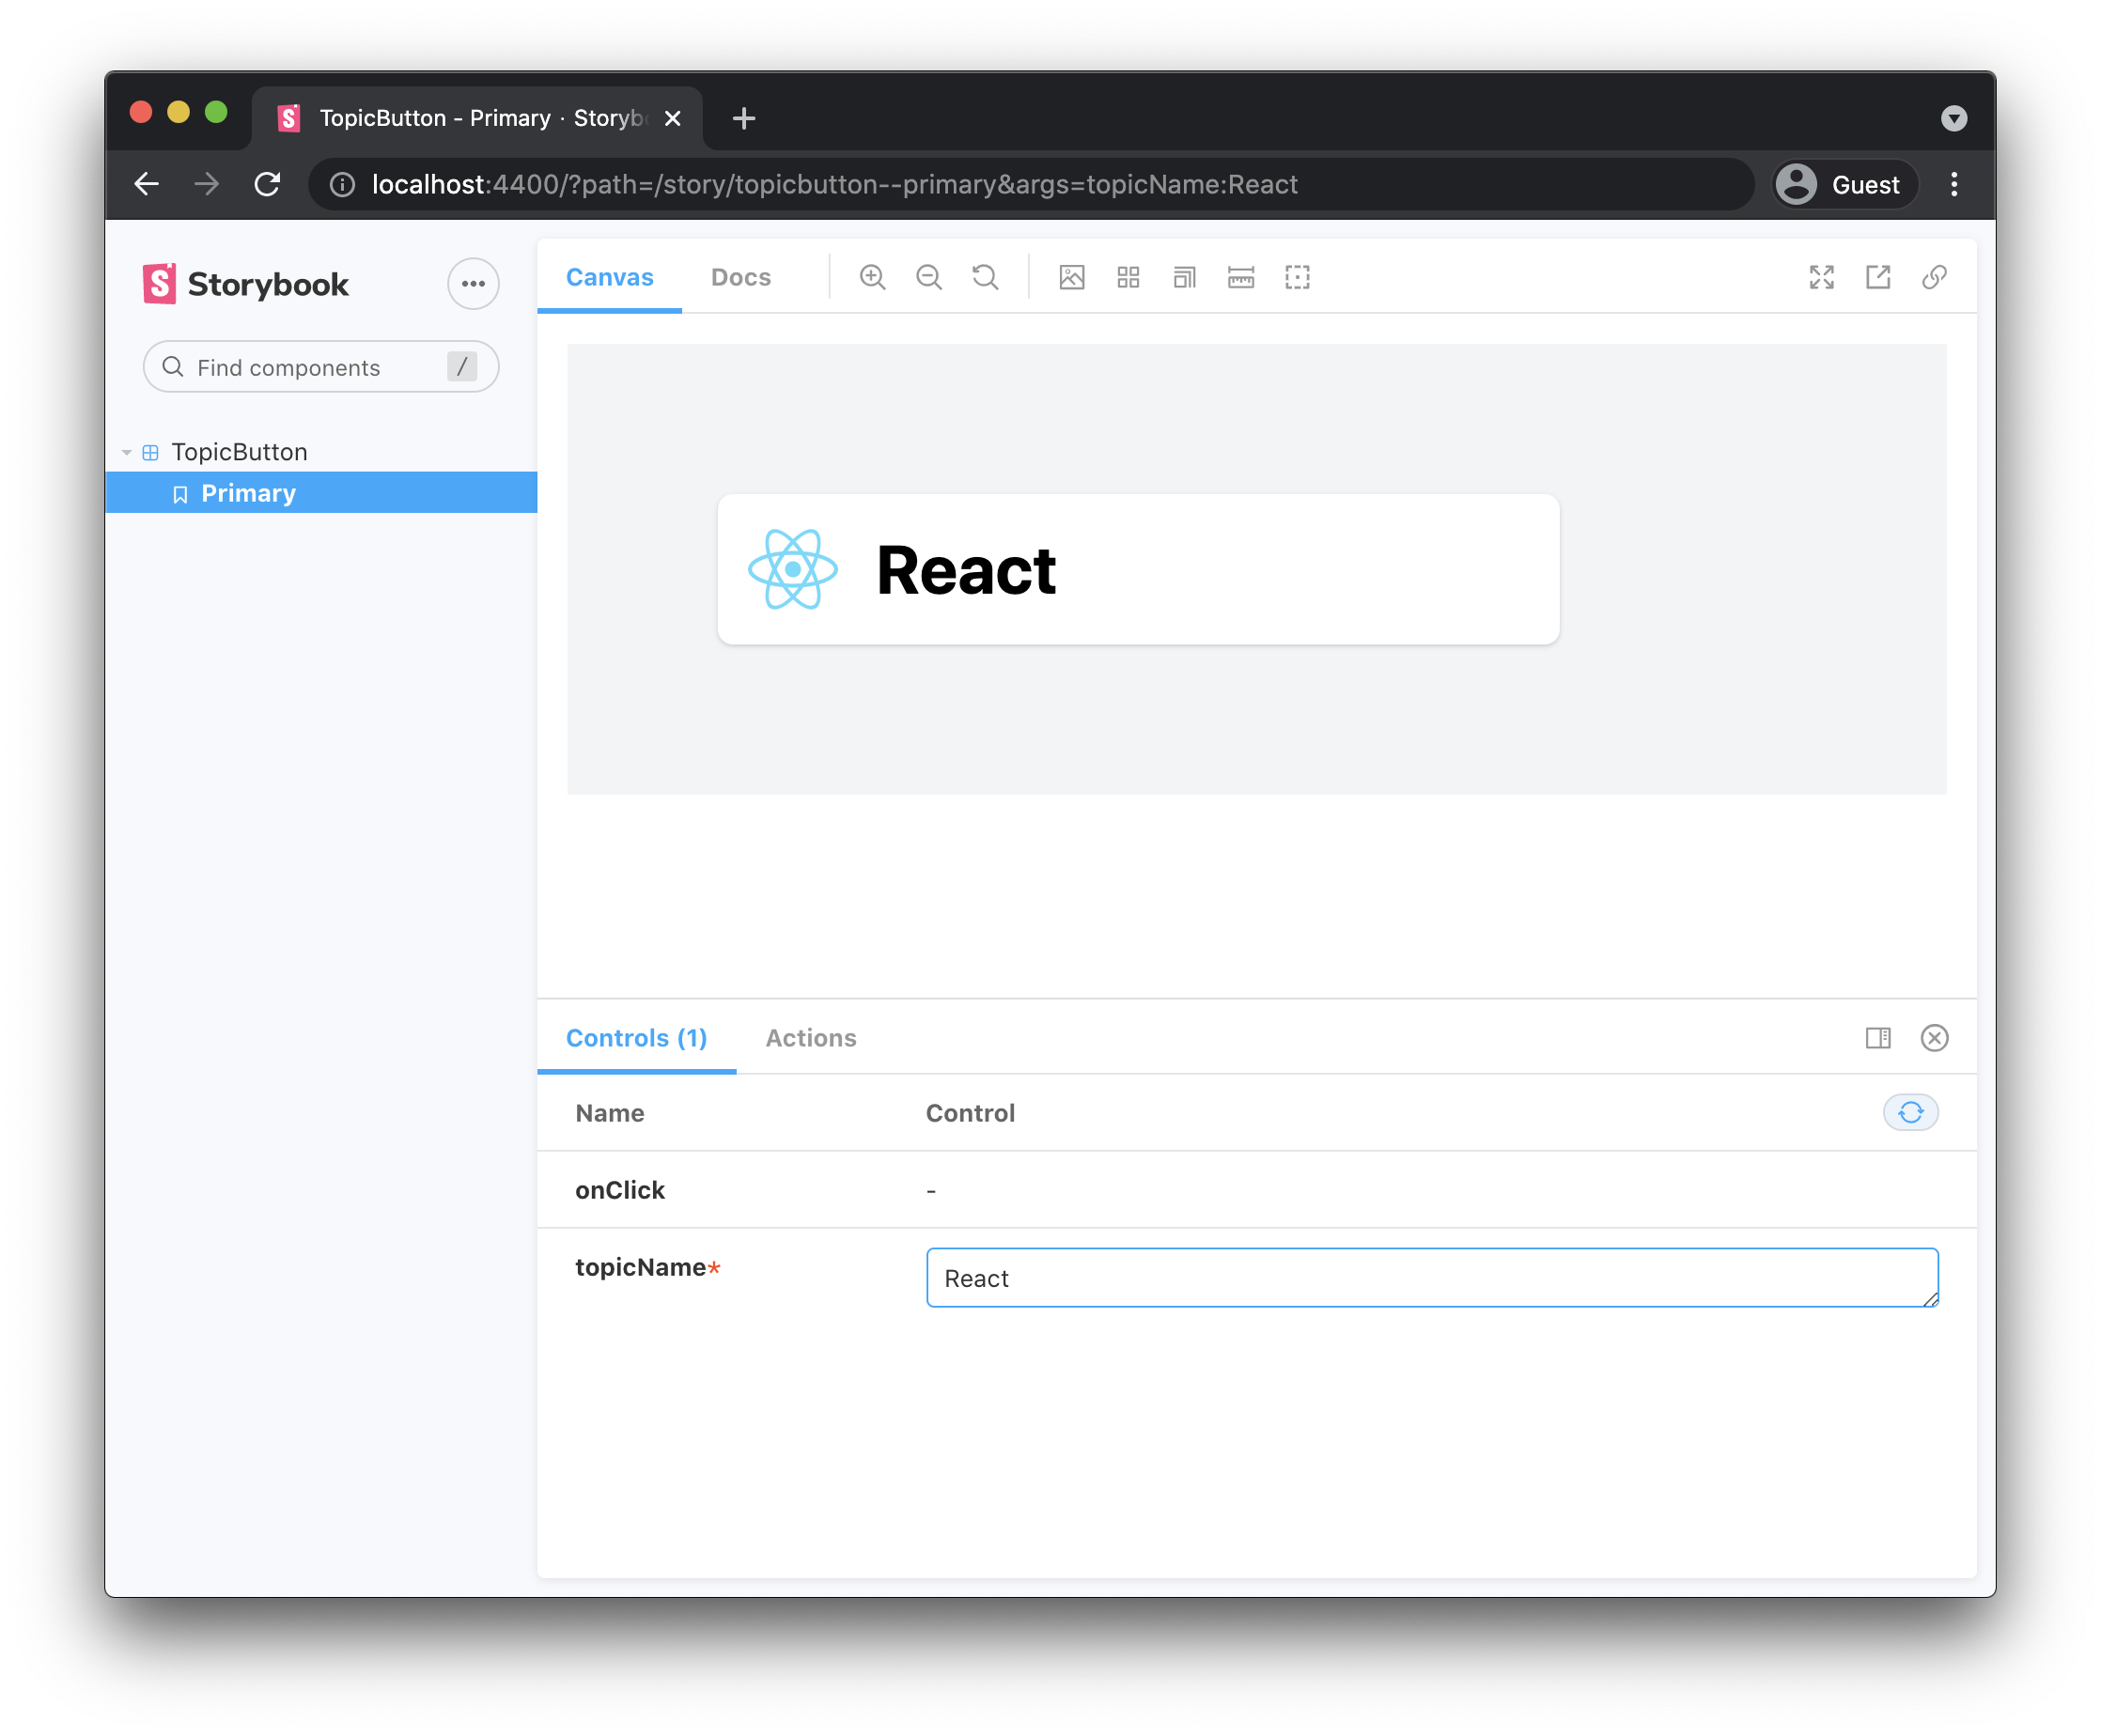 TopicButton - Primary · Storyb
localhost:4400/?path=/story/topicbutton--primary&args=topicName:React
Guest
Storybook
Find components
/
TopicButton
Primary
Canvas
Docs
React
Controls (1)
Actions
Name
Control
onClick
-
topicName*
React